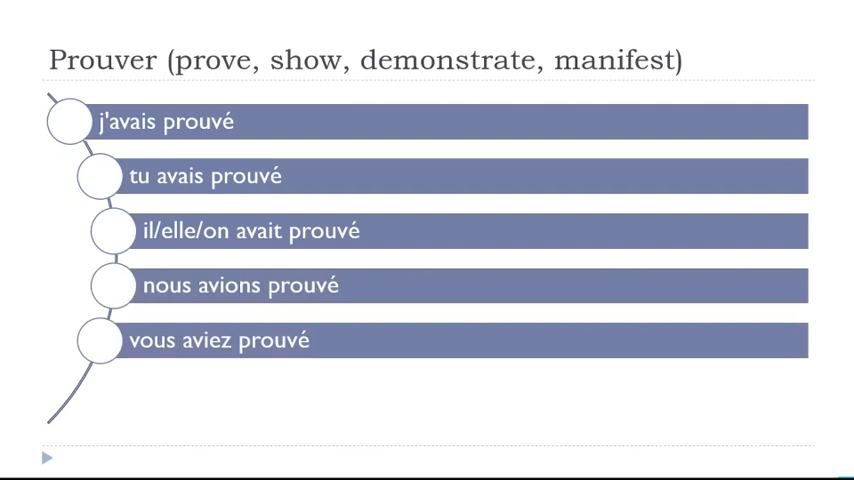 Prouver (prove, show, demonstrate, manifest)
j'avais prouvé
tu avais prouvé
il/elle/on avait prouvé
nous avions prouvé
vous aviez prouvé